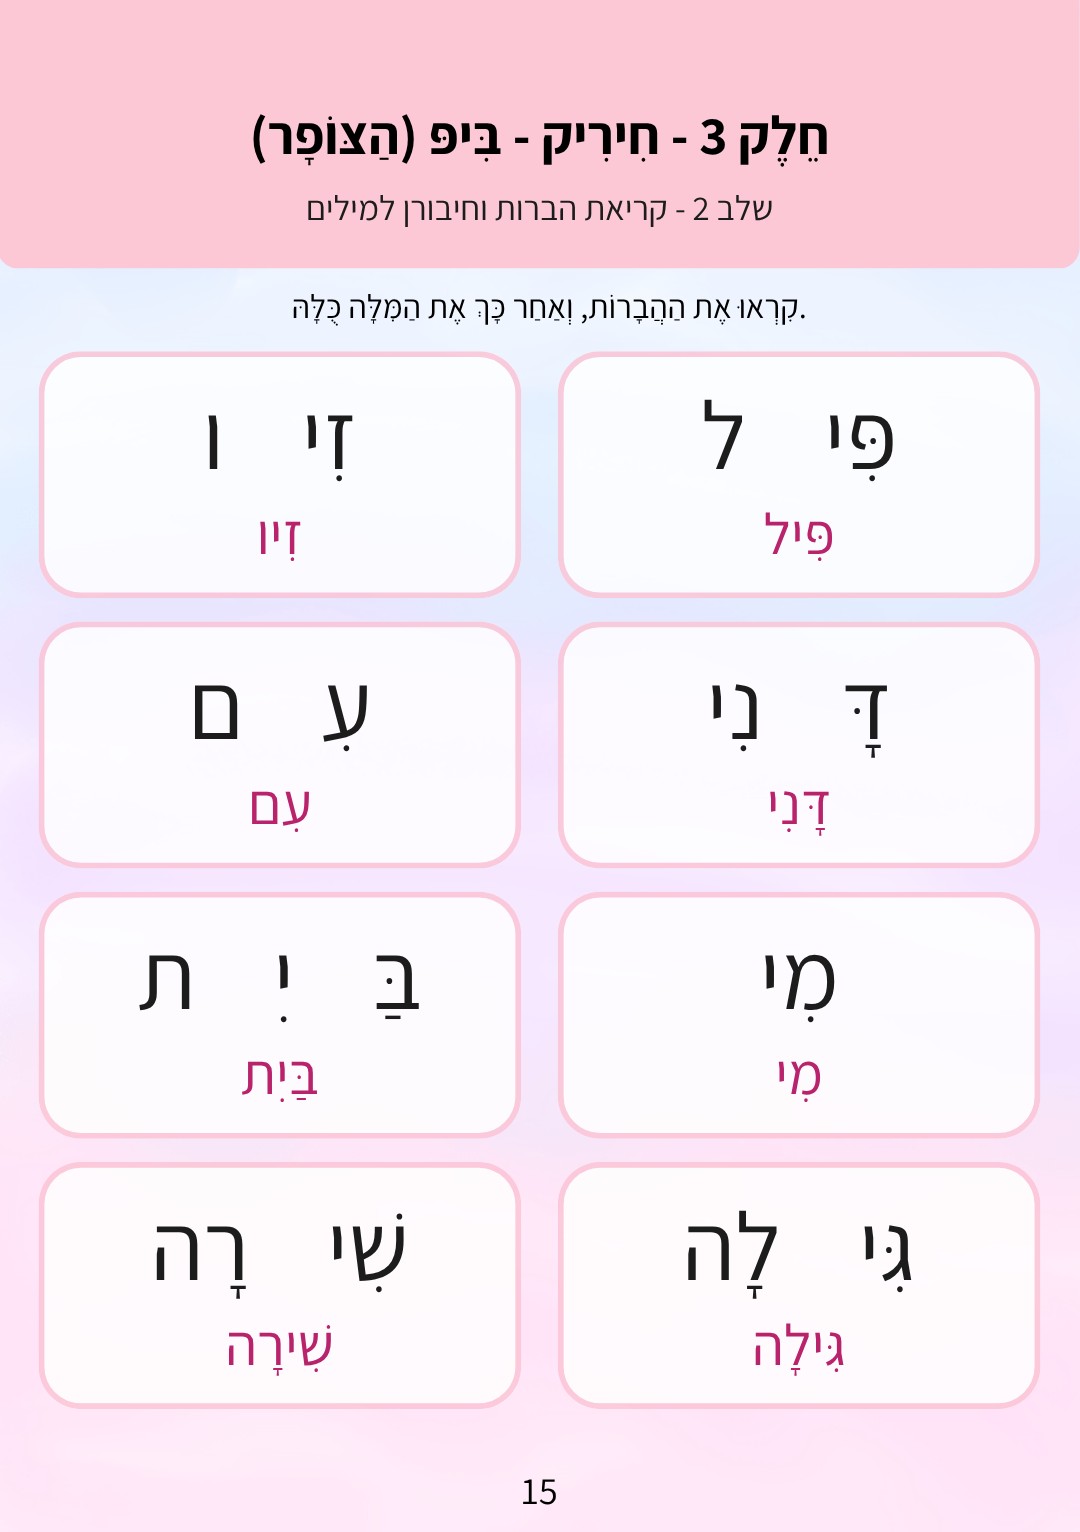 חֵלֶק 3 - חִירִיק - בִּיפּ (הַצּוֹפָר)
שלב 2 - קריאת הברות וחיבורן למילים
קִרְאוּ אֶת הַהֲבָרוֹת, וְאַחַר כָּךְ אֶת הַמִּלָּה כֻּלָּהּ.
פִּי ל
פִּיל
זִי ו
זִיו
דָּ נִי
דָּנִי
עִ ם
עִם
מִי
מִי
בַּ יִ ת
בַּיִת
גִּי לָה
גִּילָה
שִׁי רָה
שִׁירָה
15